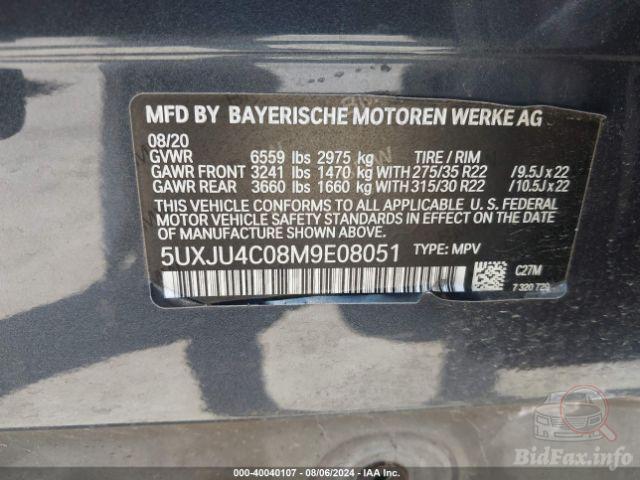 MFD BY BAYERISCHE MOTOREN WERKE AG
08/20
GVWR 6559 lbs 2975 kg TIRE / RIM
GAWR FRONT 3241 lbs 1470 kg WITH 275/35 R22 /9.5J x 22
GAWR REAR 3660 lbs 1660 kg WITH 315/30 R22 /10.5J x 22
THIS VEHICLE CONFORMS TO ALL APPLICABLE U. S. FEDERAL
MOTOR VEHICLE SAFETY STANDARDS IN EFFECT ON THE DATE
OF MANUFACTURE SHOWN ABOVE.
5UXJU4C08M9E08051 TYPE: MPV
C27M
7 320 729
000-40040107 - 08/06/2024 - IAA Inc.
BidFax.info